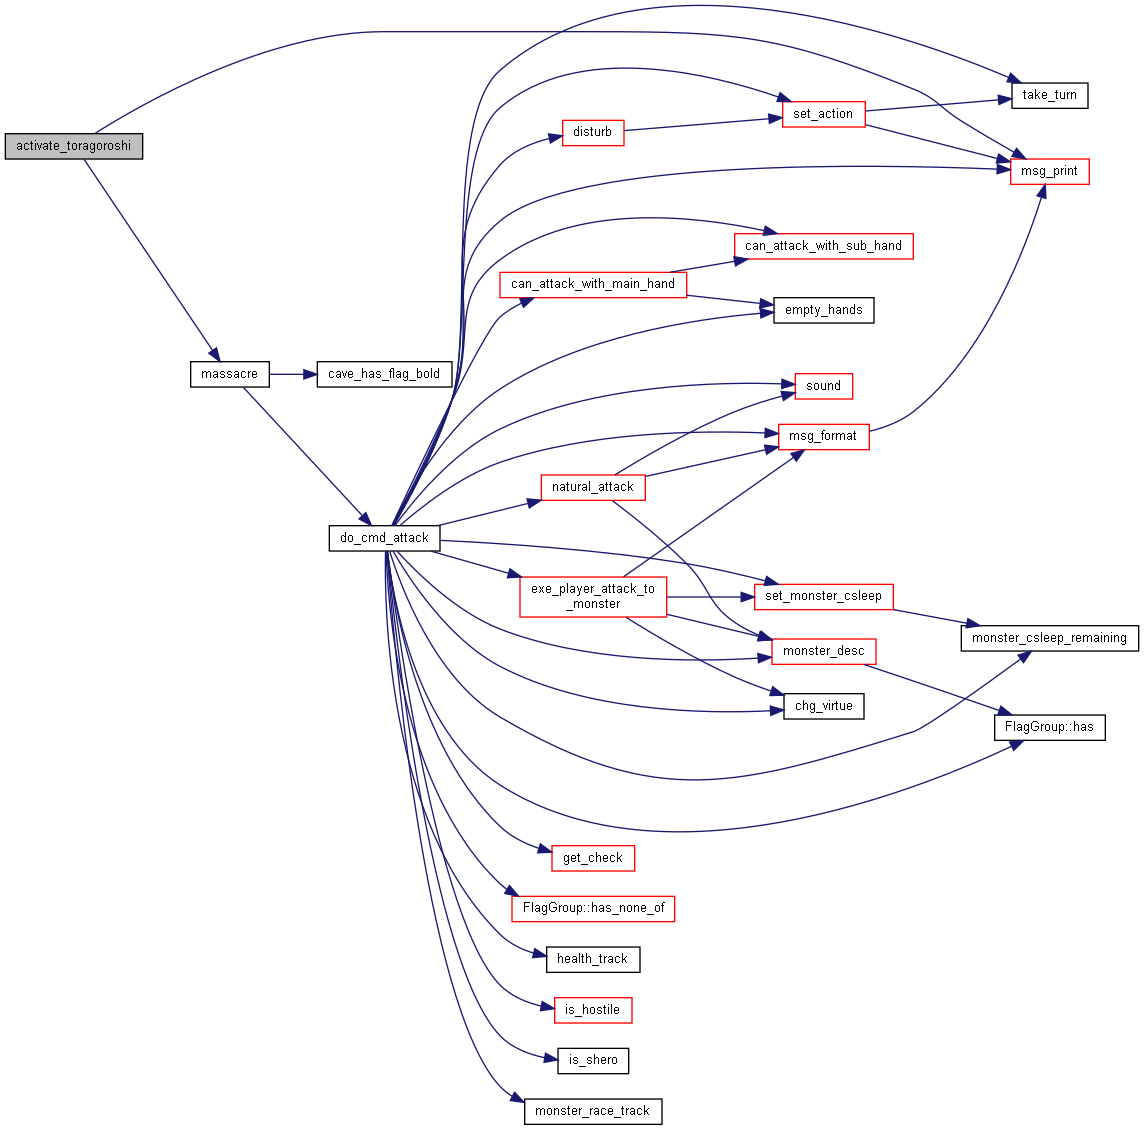 take_turn
set_action
disturb
activate_toragoroshi
msg_print
can_attack_with_sub_hand
can_attack_with_main_hand
empty_hands
massacre
cave_has_flag_bold
sound
msg_format
natural_attack
do_cmd_attack
exe_player_attack_to
_monster
set_monster_csleep
monster_csleep_remaining
monster_desc
chg_virtue
FlagGroup::has
get_check
FlagGroup::has_none_of
health_track
is_hostile
is_shero
monster_race_track